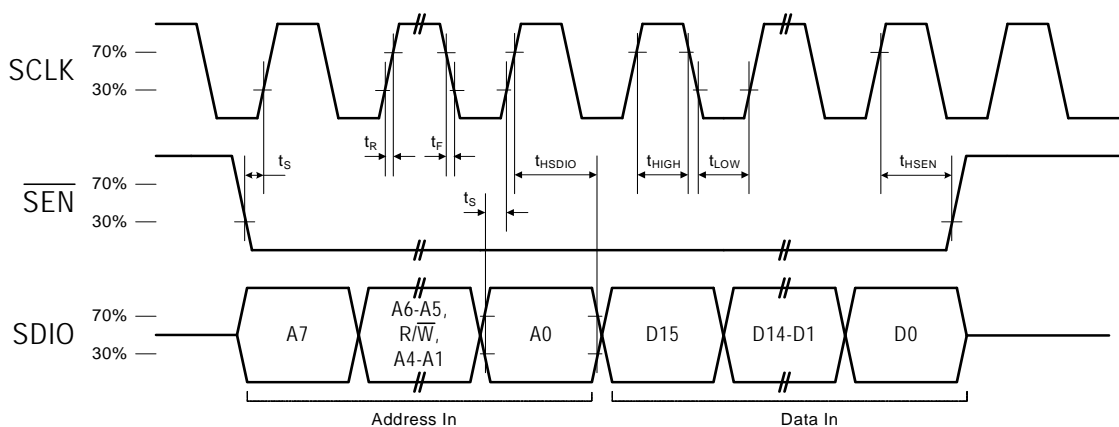 SCLK
70%
30%
tS
tR
tF
tHSDIO
tHIGH
tLOW
tHSEN
SEN
70%
30%
tS
SDIO
70%
30%
A7
A6-A5,
R/W,
A4-A1
A0
D15
D14-D1
D0
Address In
Data In